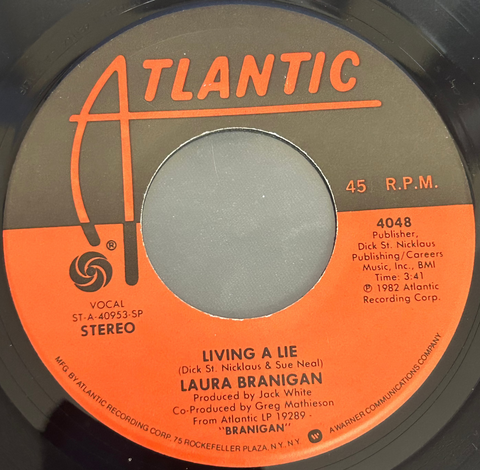 ATLANTIC
45 R.P.M.
®
4048
Publisher,
Dick St. Nicklaus
Publishing/Careers
Music, Inc., BMI
Time: 3:41
℗ 1982 Atlantic
Recording Corp.
VOCAL
ST-A-40953-SP
STEREO
LIVING A LIE
(Dick St. Nicklaus & Sue Neal)
LAURA BRANIGAN
Produced by Jack White
Co-Produced by Greg Mathieson
From Atlantic LP 19289 -
"BRANIGAN"
MFG. BY ATLANTIC RECORDING CORP. 75 ROCKEFELLER PLAZA, N.Y. N.Y. W A WARNER COMMUNICATIONS COMPANY